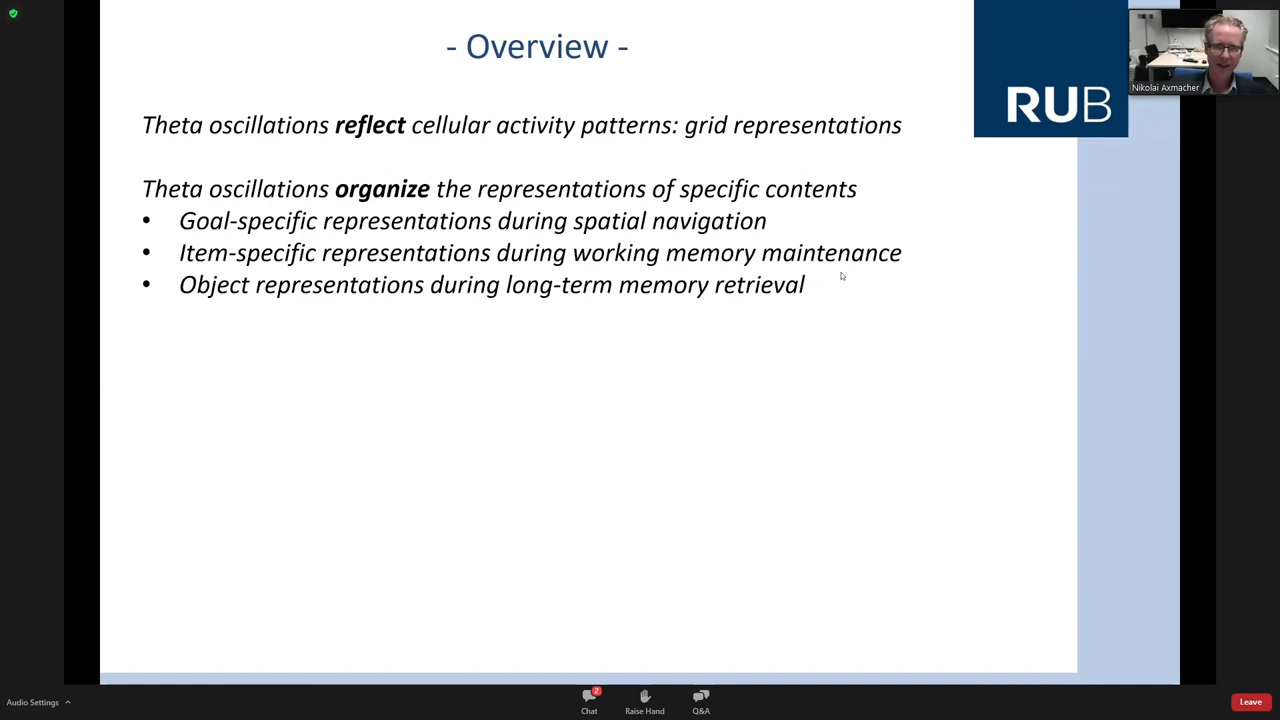 - Overview -
RUB
Nikolai Axmacher
Theta oscillations reflect cellular activity patterns: grid representations
Theta oscillations organize the representations of specific contents
• Goal-specific representations during spatial navigation
• Item-specific representations during working memory maintenance
• Object representations during long-term memory retrieval
Audio Settings
2
Chat
Raise Hand
Q&A
Leave